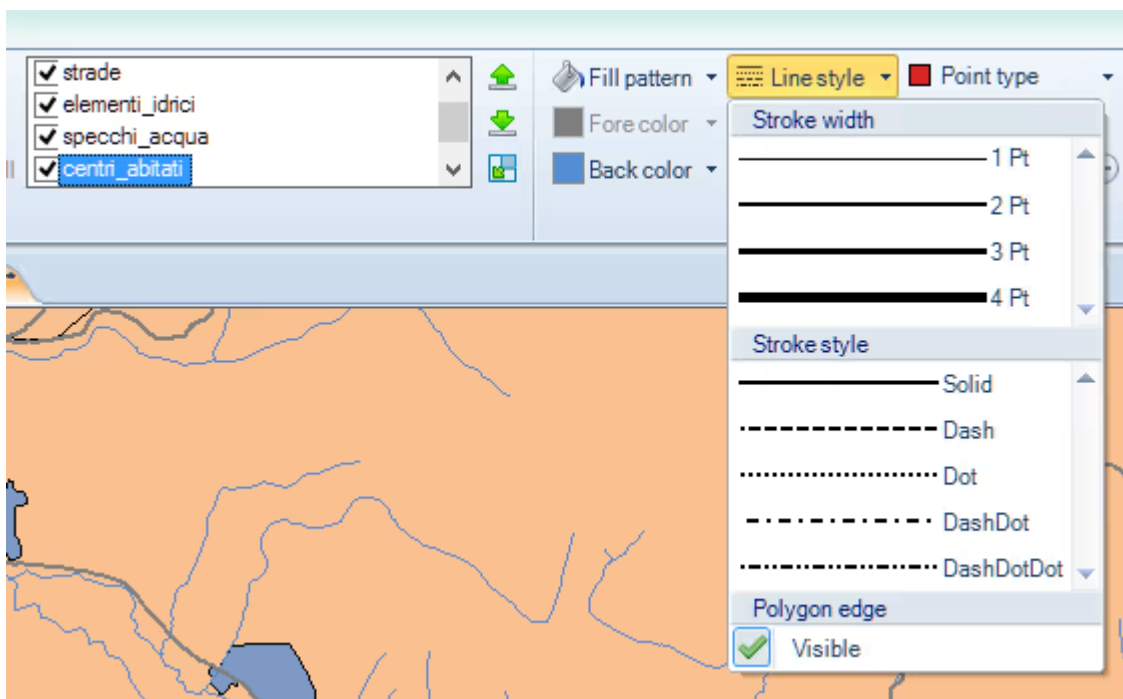 strade
elementi_idrici
specchi_acqua
centri_abitati
Fill pattern
Fore color
Back color
Line style
Point type
Stroke width
1 Pt
2 Pt
3 Pt
4 Pt
Stroke style
Solid
Dash
Dot
DashDot
DashDotDot
Polygon edge
Visible